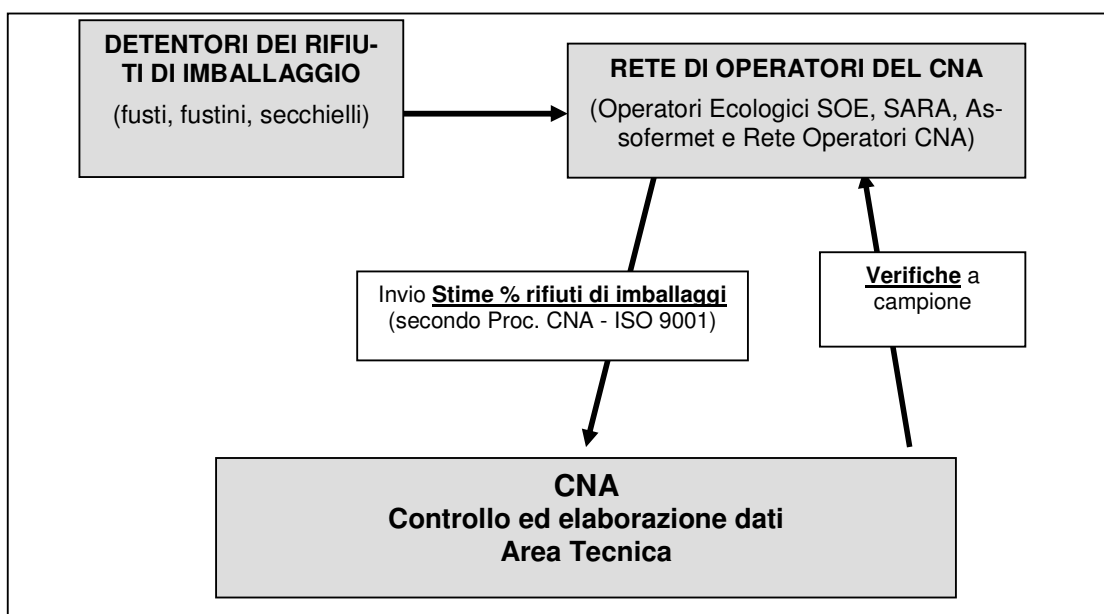 DETENTORI DEI RIFIU-
TI DI IMBALLAGGIO
(fusti, fustini, secchielli)
RETE DI OPERATORI DEL CNA
(Operatori Ecologici SOE, SARA, As-
sofermet e Rete Operatori CNA)
Invio Stime % rifiuti di imballaggi
(secondo Proc. CNA - ISO 9001)
Verifiche a
campione
CNA
Controllo ed elaborazione dati
Area Tecnica